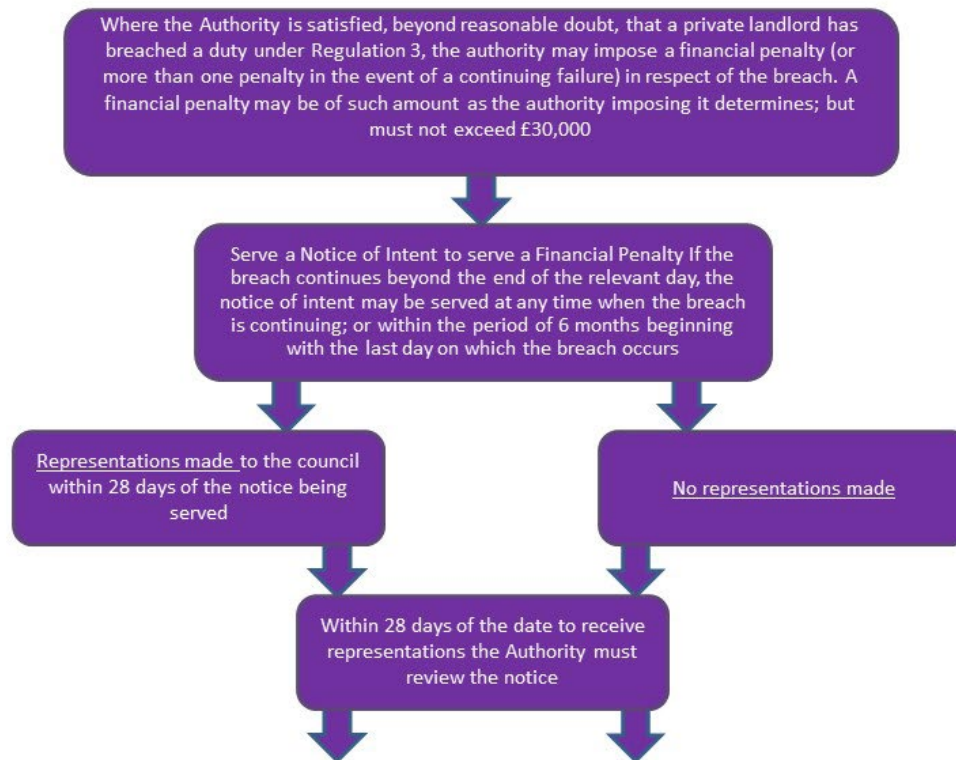 Where the Authority is satisfied, beyond reasonable doubt, that a private landlord has
breached a duty under Regulation 3, the authority may impose a financial penalty (or
more than one penalty in the event of a continuing failure) in respect of the breach. A
financial penalty may be of such amount as the authority imposing it determines; but
must not exceed £30,000
Serve a Notice of Intent to serve a Financial Penalty If the
breach continues beyond the end of the relevant day, the
notice of intent may be served at any time when the breach
is continuing; or within the period of 6 months beginning
with the last day on which the breach occurs
Representations made to the council
within 28 days of the notice being
served
No representations made
Within 28 days of the date to receive
representations the Authority must
review the notice